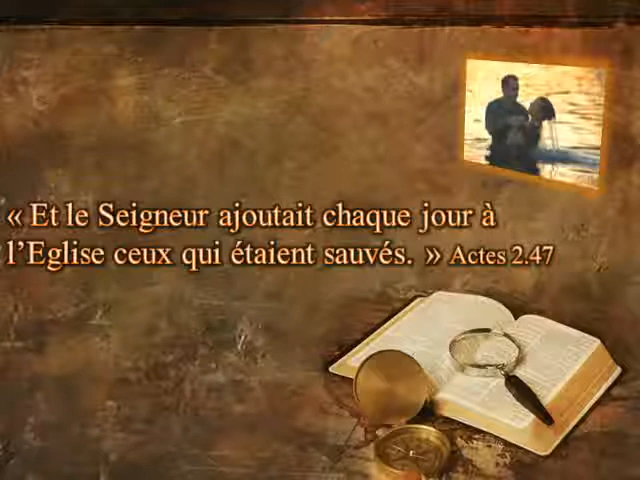 « Et le Seigneur ajoutait chaque jour à
l’Eglise ceux qui étaient sauvés. » Actes 2.47